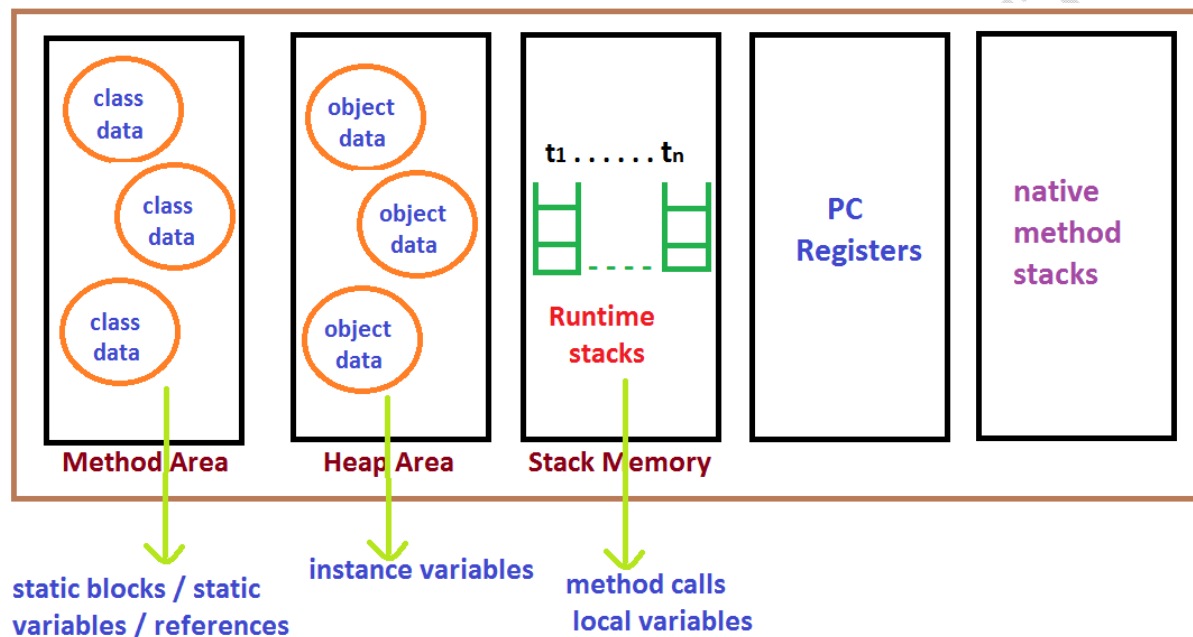 class
data
class
data
class
data
Method Area
object
data
object
data
object
data
Heap Area
t1 . . . . . . tn
Runtime
stacks
Stack Memory
PC
Registers
native
method
stacks
static blocks / static
variables / references
instance variables
method calls
local variables